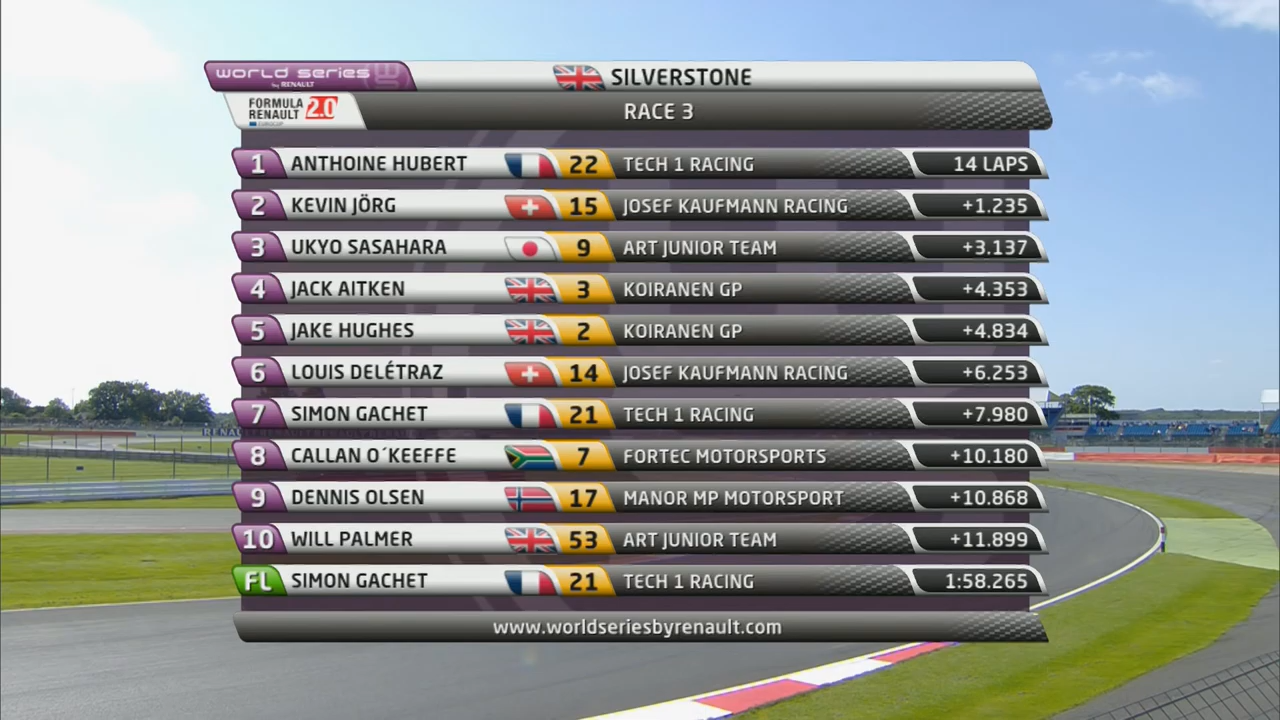 world series
by RENAULT
SILVERSTONE
FORMULA RENAULT 2.0
EUROCUP
RACE 3
1 ANTHOINE HUBERT 22 TECH 1 RACING 14 LAPS
2 KEVIN JÖRG 15 JOSEF KAUFMANN RACING +1.235
3 UKYO SASAHARA 9 ART JUNIOR TEAM +3.137
4 JACK AITKEN 3 KOIRANEN GP +4.353
5 JAKE HUGHES 2 KOIRANEN GP +4.834
6 LOUIS DELÉTRAZ 14 JOSEF KAUFMANN RACING +6.253
7 SIMON GACHET 21 TECH 1 RACING +7.980
8 CALLAN O´KEEFFE 7 FORTEC MOTORSPORTS +10.180
9 DENNIS OLSEN 17 MANOR MP MOTORSPORT +10.868
10 WILL PALMER 53 ART JUNIOR TEAM +11.899
FL SIMON GACHET 21 TECH 1 RACING 1:58.265
www.worldseriesbyrenault.com